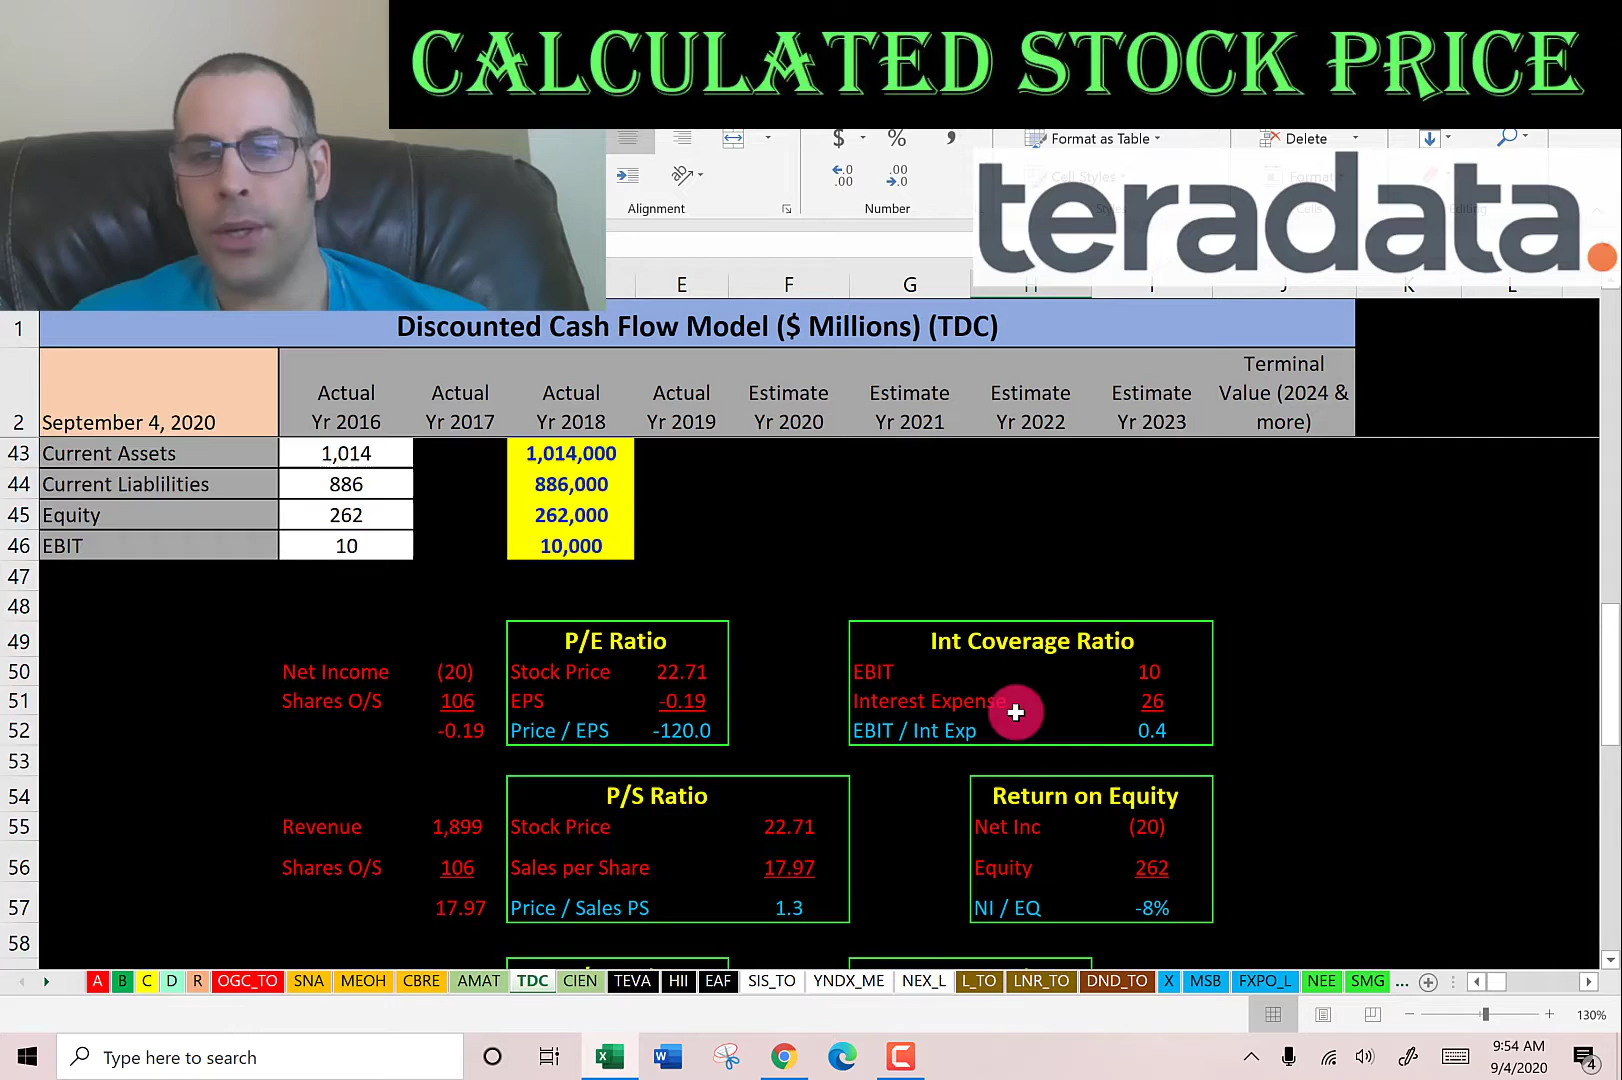 CALCULATED STOCK PRICE
Format as Table
Delete
Cell Styles
Format
Alignment
Number
Styles
Cells
Editing
teradata.
E F G H I J K L
1 Discounted Cash Flow Model ($ Millions) (TDC)
2 September 4, 2020 Actual Yr 2016 Actual Yr 2017 Actual Yr 2018 Actual Yr 2019 Estimate Yr 2020 Estimate Yr 2021 Estimate Yr 2022 Estimate Yr 2023 Terminal Value (2024 & more)
43 Current Assets 1,014 1,014,000
44 Current Liablilities 886 886,000
45 Equity 262 262,000
46 EBIT 10 10,000
47
48
49 P/E Ratio Int Coverage Ratio
50 Net Income (20) Stock Price 22.71 EBIT 10
51 Shares O/S 106 EPS -0.19 Interest Expense 26
52 -0.19 Price / EPS -120.0 EBIT / Int Exp 0.4
53
54 P/S Ratio Return on Equity
55 Revenue 1,899 Stock Price 22.71 Net Inc (20)
56 Shares O/S 106 Sales per Share 17.97 Equity 262
57 17.97 Price / Sales PS 1.3 NI / EQ -8%
58
A B C D R OGC_TO SNA MEOH CBRE AMAT TDC CIEN TEVA HII EAF SIS_TO YNDX_ME NEX_L L_TO LNR_TO DND_TO X MSB FXPO_L NEE SMG ...
130%
Type here to search
9:54 AM
9/4/2020
4